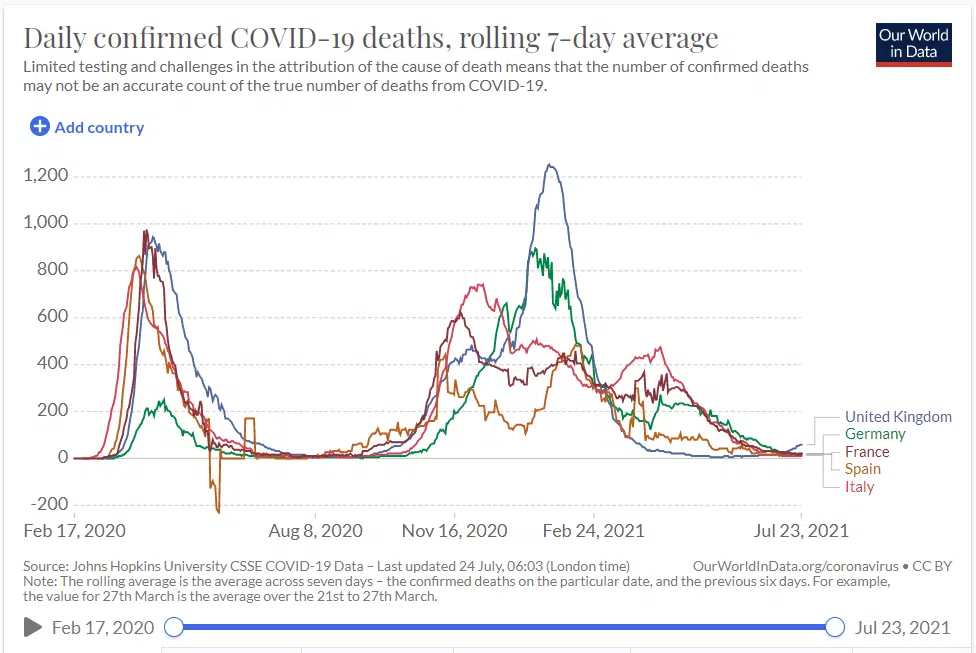 Daily confirmed COVID-19 deaths, rolling 7-day average
Our World
in Data
Limited testing and challenges in the attribution of the cause of death means that the number of confirmed deaths
may not be an accurate count of the true number of deaths from COVID-19.
Add country
1,200
1,000
800
600
400
200
0
-200
United Kingdom
Germany
France
Spain
Italy
Feb 17, 2020
Aug 8, 2020
Nov 16, 2020
Feb 24, 2021
Jul 23, 2021
Source: Johns Hopkins University CSSE COVID-19 Data – Last updated 24 July, 06:03 (London time)
OurWorldInData.org/coronavirus • CC BY
Note: The rolling average is the average across seven days – the confirmed deaths on the particular date, and the previous six days. For example,
the value for 27th March is the average over the 21st to 27th March.
Feb 17, 2020
Jul 23, 2021